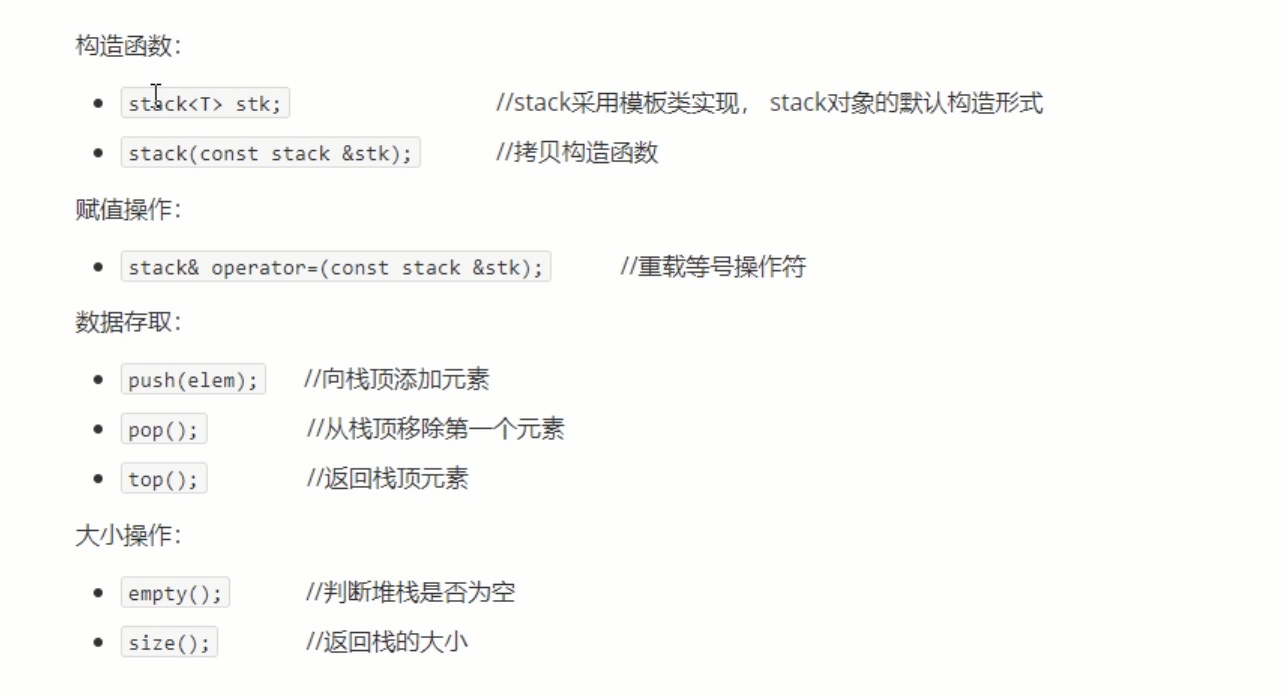 构造函数：
stack<T> stk; //stack采用模板类实现， stack对象的默认构造形式
stack(const stack &stk); //拷贝构造函数
赋值操作：
stack& operator=(const stack &stk); //重载等号操作符
数据存取：
push(elem); //向栈顶添加元素
pop(); //从栈顶移除第一个元素
top(); //返回栈顶元素
大小操作：
empty(); //判断堆栈是否为空
size(); //返回栈的大小